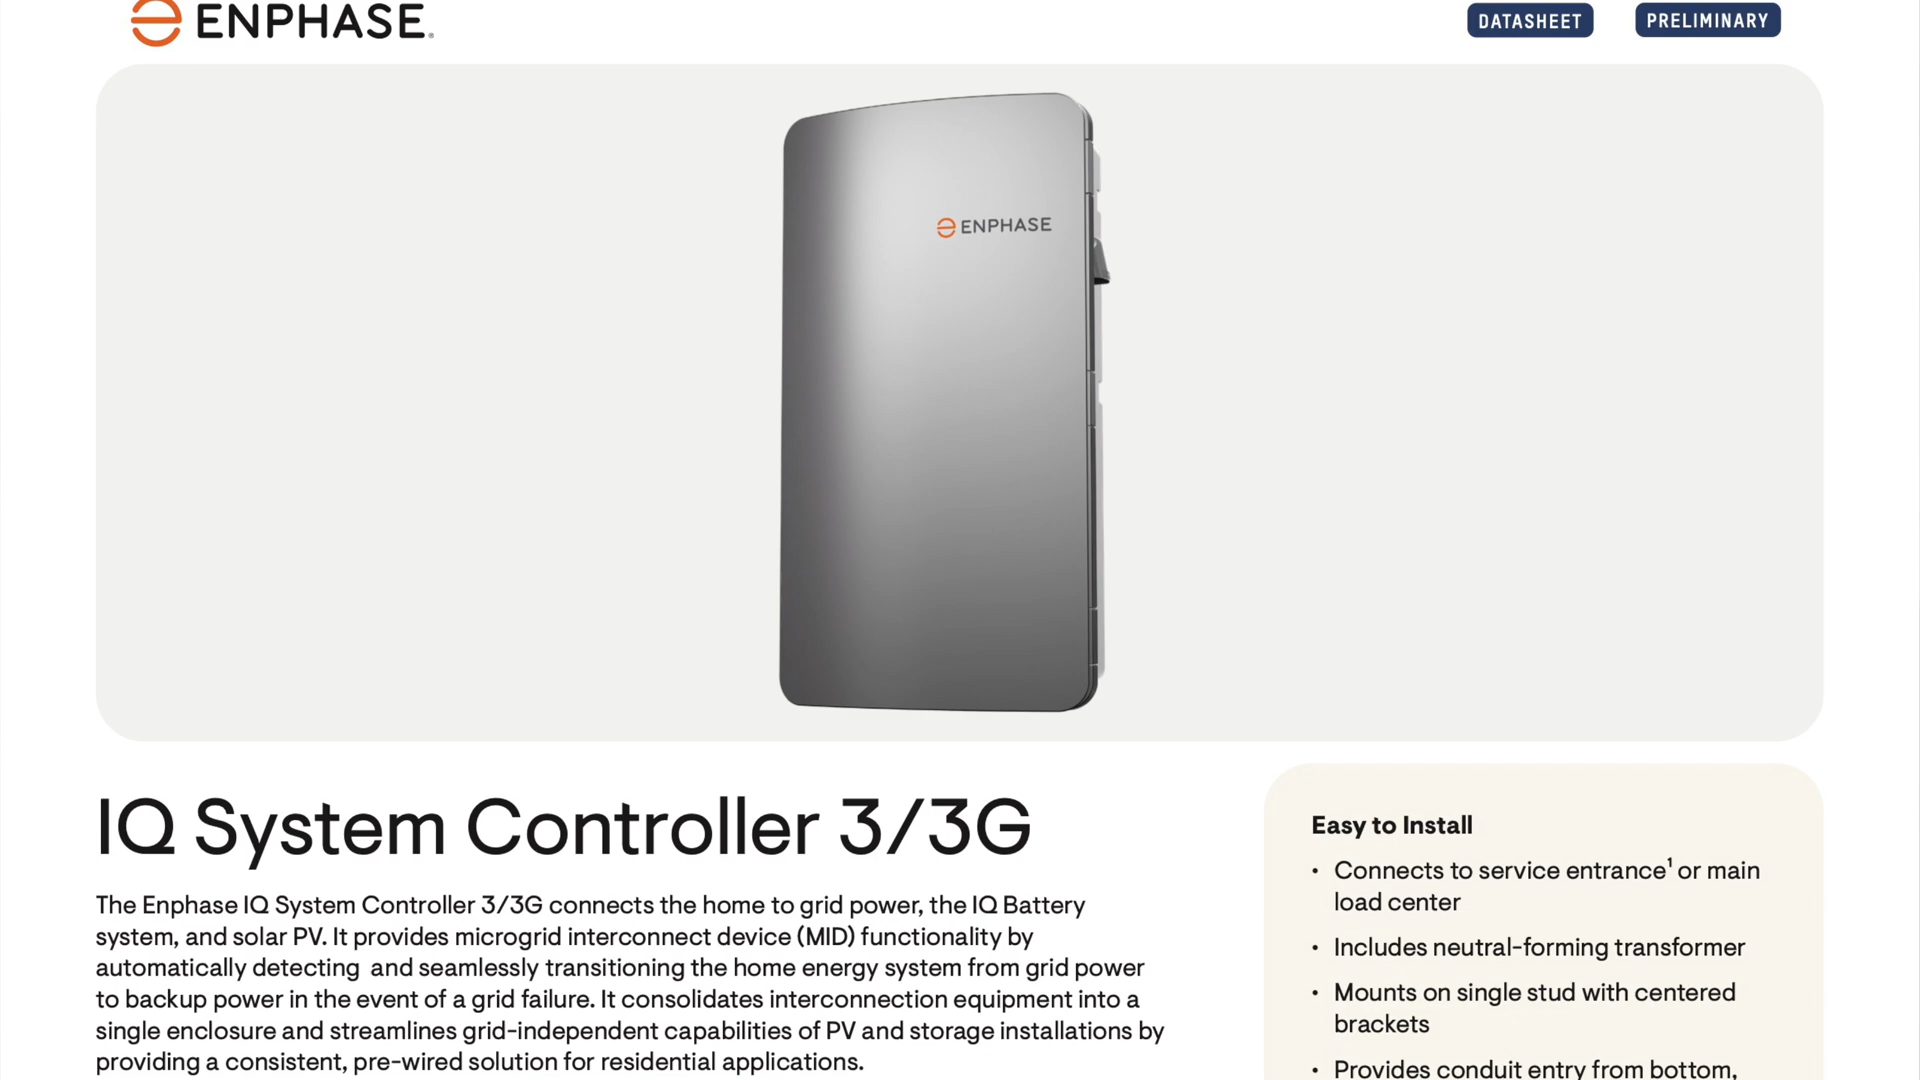 ENPHASE
DATASHEET
PRELIMINARY
ENPHASE
IQ System Controller 3/3G
The Enphase IQ System Controller 3/3G connects the home to grid power, the IQ Battery
system, and solar PV. It provides microgrid interconnect device (MID) functionality by
automatically detecting and seamlessly transitioning the home energy system from grid power
to backup power in the event of a grid failure. It consolidates interconnection equipment into a
single enclosure and streamlines grid-independent capabilities of PV and storage installations by
providing a consistent, pre-wired solution for residential applications.
Easy to Install
• Connects to service entrance¹ or main
load center
• Includes neutral-forming transformer
• Mounts on single stud with centered
brackets
• Provides conduit entry from bottom,